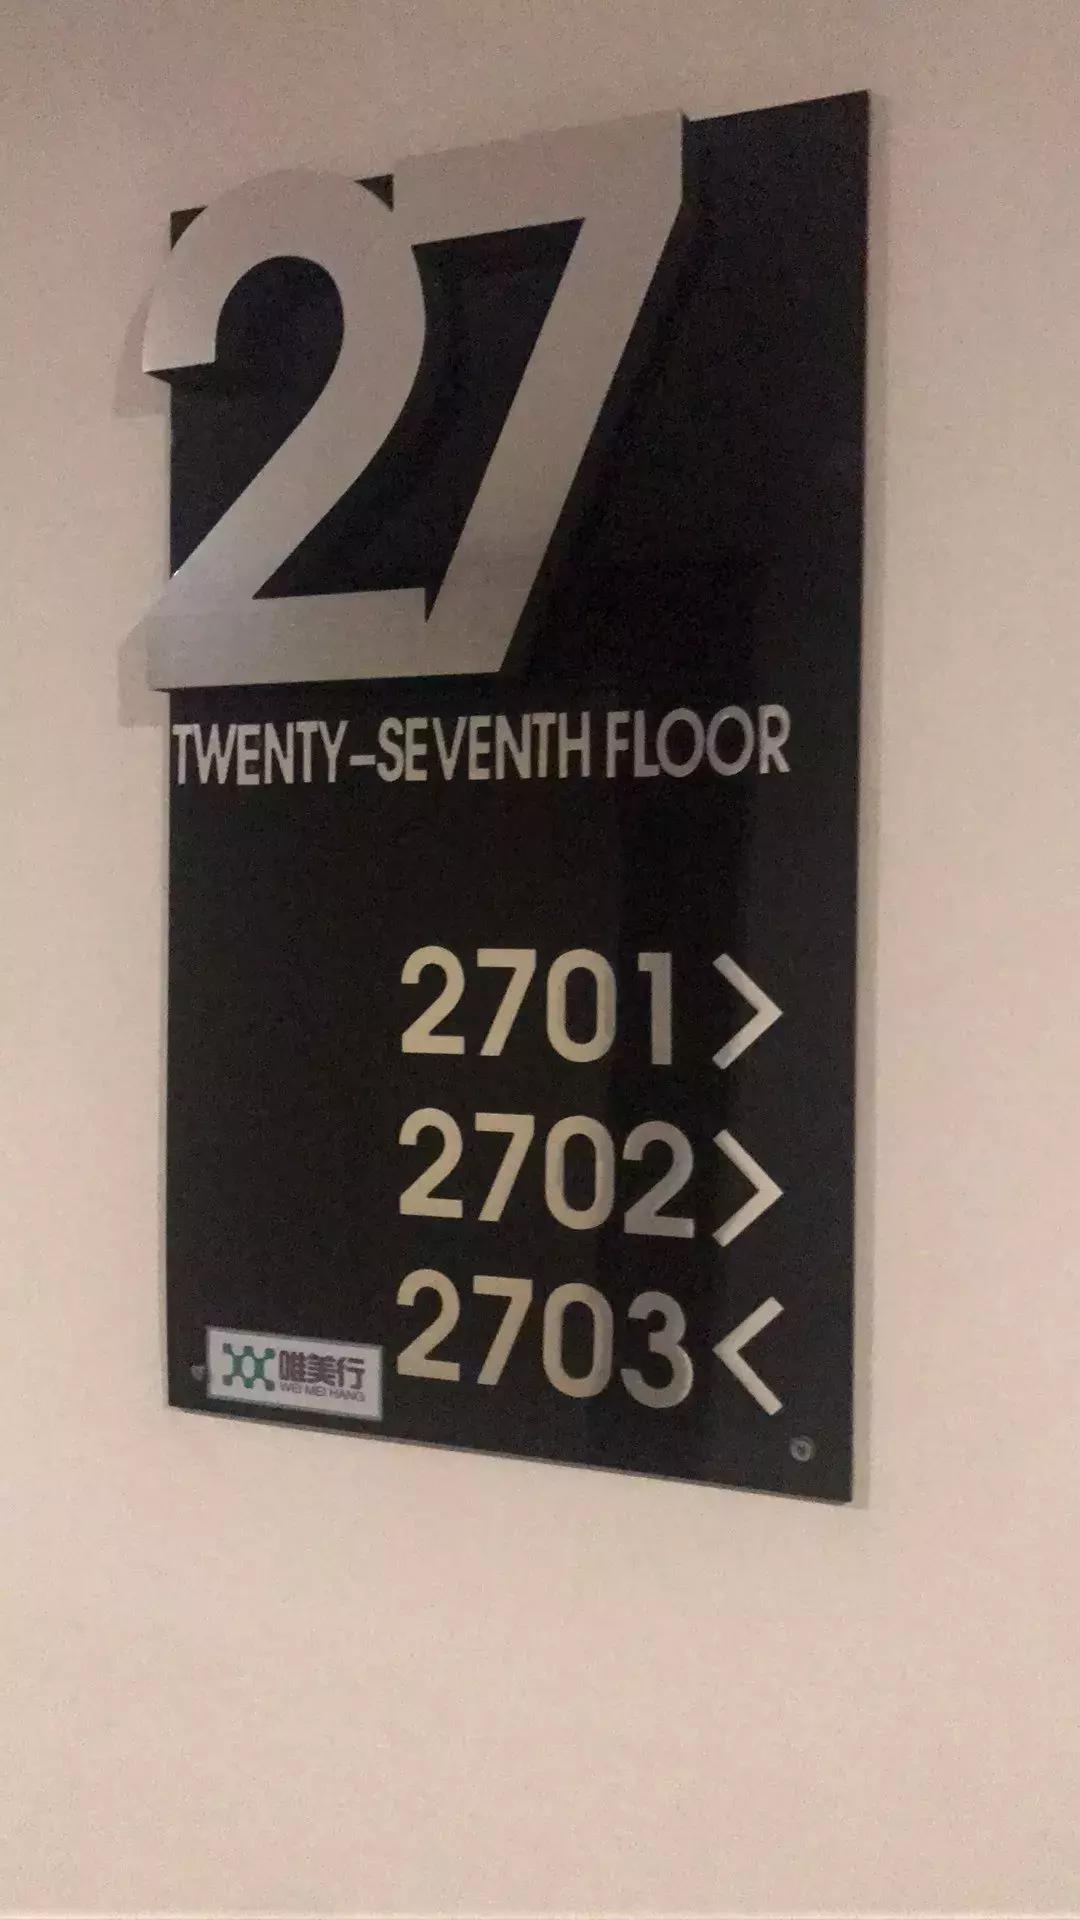 27
TWENTY-SEVENTH FLOOR
2701 >
2702 >
2703 <
唯美行
WEI MEI HANG